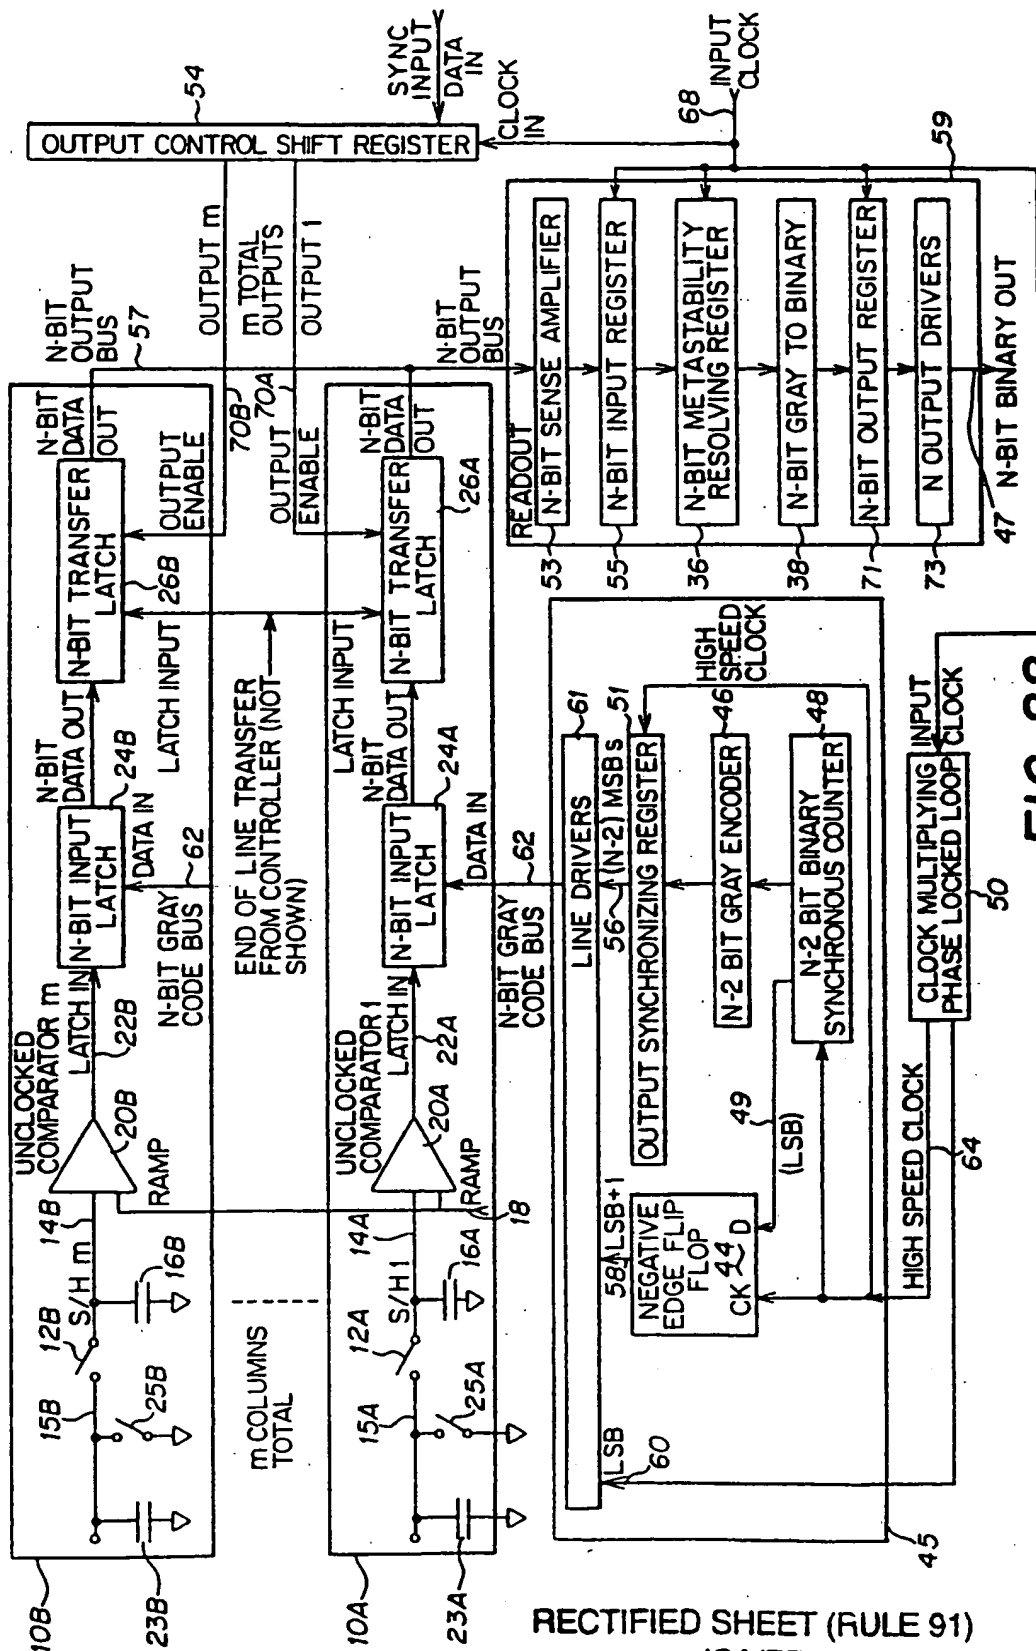 10B
23B
15B
25B
12B
S/H m
16B
14B
UNCLOCKED
COMPARATOR m
20B
RAMP
LATCH IN
22B
N-BIT INPUT
LATCH
24B
DATA IN
N-BIT GRAY
CODE BUS
62
N-BIT
DATA OUT
N-BIT TRANSFER
LATCH
26B
LATCH INPUT
OUTPUT
ENABLE
N-BIT
DATA
OUT
N-BIT
OUTPUT
BUS
57
70B
OUTPUT m
m TOTAL
OUTPUTS
70A
OUTPUT 1
54
OUTPUT CONTROL SHIFT REGISTER
SYNC
INPUT
DATA
IN
CLOCK
IN
68
INPUT
CLOCK
m COLUMNS
TOTAL
END OF LINE TRANSFER
FROM CONTROLLER (NOT
SHOWN)
10A
23A
15A
25A
12A
S/H1
16A
14A
18
UNCLOCKED
COMPARATOR 1
20A
RAMP
LATCH IN
22A
N-BIT INPUT
LATCH
24A
DATA IN
N-BIT GRAY
CODE BUS
62
N-BIT
DATA OUT
N-BIT TRANSFER
LATCH
26A
LATCH INPUT
OUTPUT
ENABLE
N-BIT
DATA
OUT
N-BIT
OUTPUT
BUS
45
LSB
60
LINE DRIVERS
61
58
LSB+1
56
(N-2) MSBs
NEGATIVE
EDGE FLIP
FLOP
44
CK
D
OUTPUT SYNCHRONIZING REGISTER
51
HIGH
SPEED
CLOCK
N-2 BIT GRAY ENCODER
46
49
(LSB)
N-2 BIT BINARY
SYNCHRONOUS COUNTER
48
HIGH SPEED CLOCK
64
CLOCK MULTIPLYING
PHASE LOCKED LOOP
50
INPUT
CLOCK
READOUT
59
53
N-BIT SENSE AMPLIFIER
55
N-BIT INPUT REGISTER
36
N-BIT METASTABILITY
RESOLVING REGISTER
38
N-BIT GRAY TO BINARY
71
N-BIT OUTPUT REGISTER
73
N OUTPUT DRIVERS
47
N-BIT BINARY OUT
RECTIFIED SHEET (RULE 91)